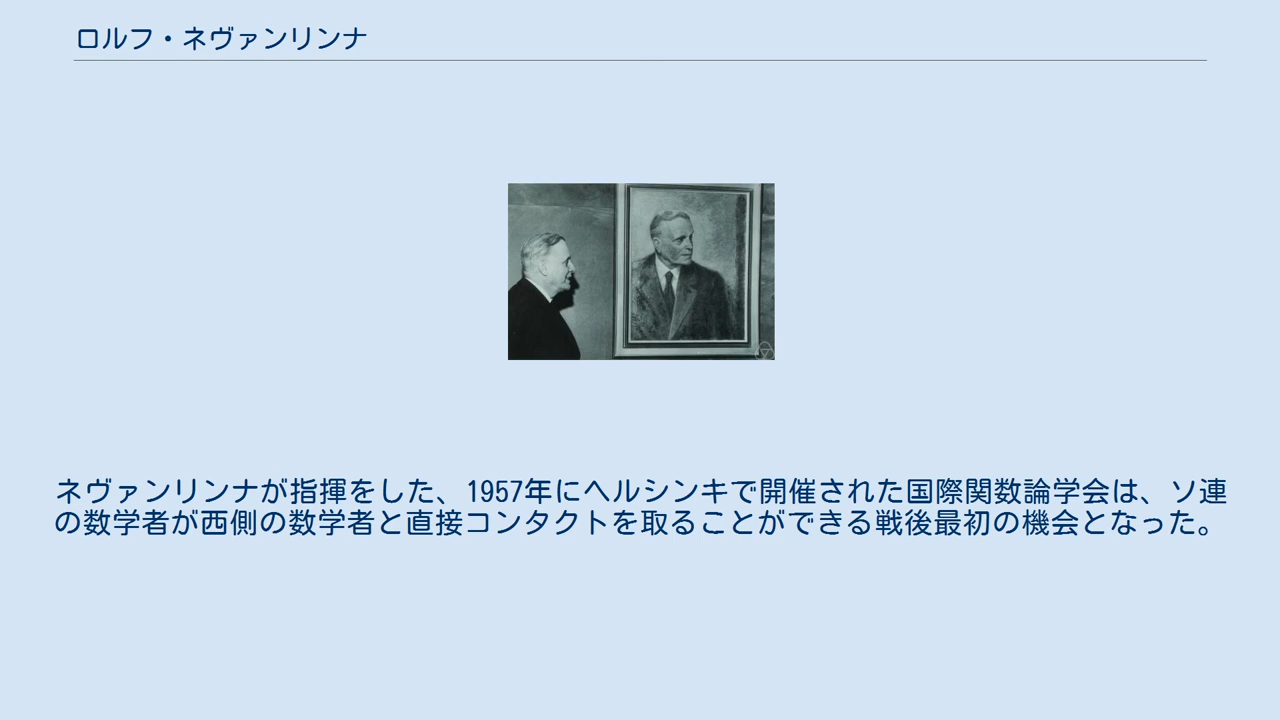 ロルフ・ネヴァンリンナ
ネヴァンリンナが指揮をした、1957年にヘルシンキで開催された国際関数論学会は、ソ連
の数学者が西側の数学者と直接コンタクトを取ることができる戦後最初の機会となった。